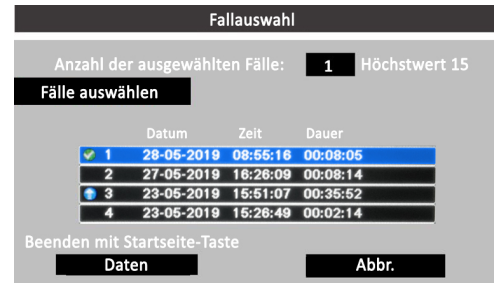 Fallauswahl
Anzahl der ausgewählten Fälle: 1 Höchstwert 15
Fälle auswählen
Datum Zeit Dauer
1 28-05-2019 08:55:16 00:08:05
2 27-05-2019 16:26:09 00:08:14
3 23-05-2019 15:51:07 00:35:52
4 23-05-2019 15:26:49 00:02:14
Beenden mit Startseite-Taste
Daten Abbr.